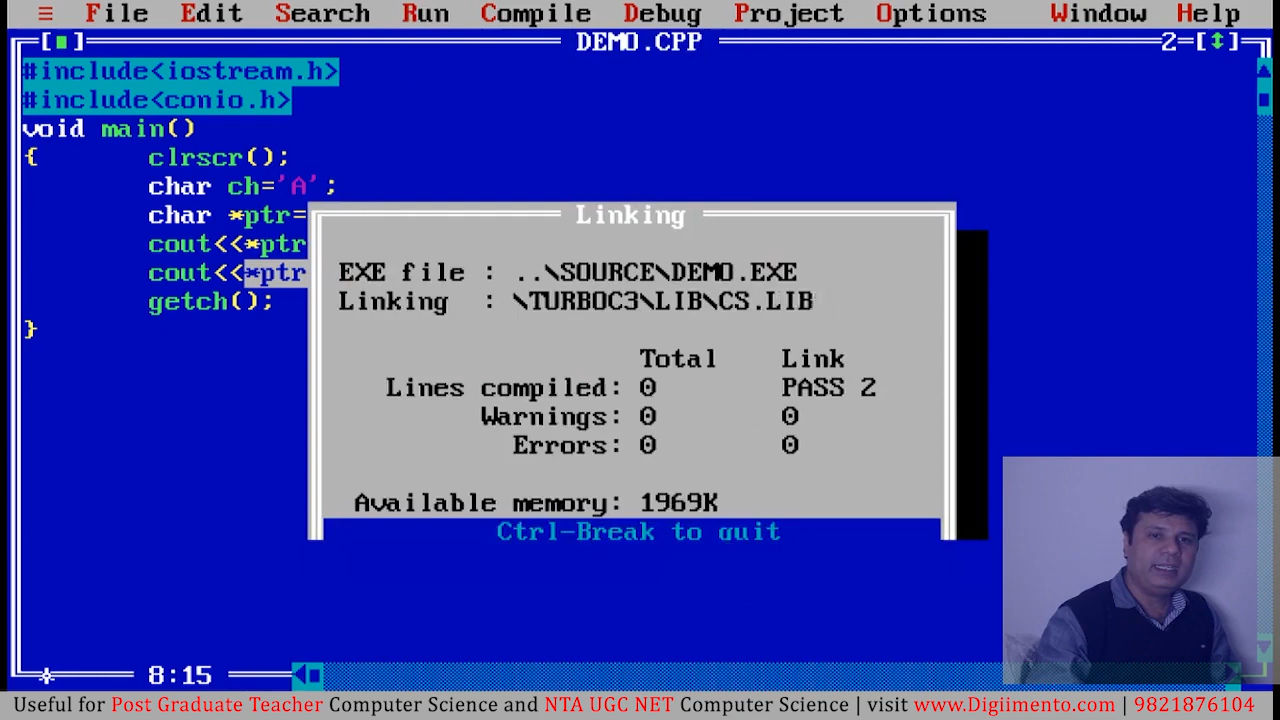 ≡ File Edit Search Run Compile Debug Project Options Window Help
[■] DEMO.CPP 2=[↕]
#include<iostream.h>
#include<conio.h>
void main()
{ clrscr();
char ch='A';
char *ptr=
cout<<*ptr
cout<<*ptr
getch();
}
Linking
EXE file : ..\SOURCE\DEMO.EXE
Linking : \TURBOC3\LIB\CS.LIB
Total Link
Lines compiled: 0 PASS 2
Warnings: 0 0
Errors: 0 0
Available memory: 1969K
Ctrl-Break to quit
8:15
Useful for Post Graduate Teacher Computer Science and NTA UGC NET Computer Science | visit www.Digiimento.com | 9821876104